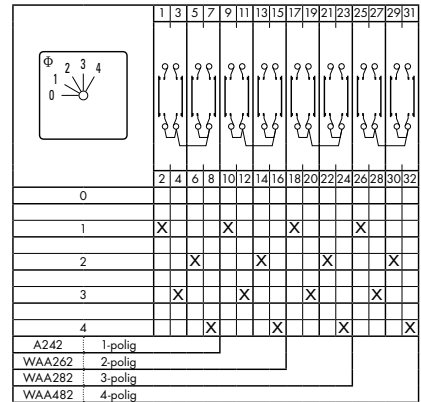 1 3 5 7 9 11 13 15 17 19 21 23 25 27 29 31
Φ
0 1 2 3 4
2 4 6 8 10 12 14 16 18 20 22 24 26 28 30 32
0
1 X X X X
2 X X X X
3 X X X X
4 X X X X
A242 1-polig
WAA262 2-polig
WAA282 3-polig
WAA482 4-polig